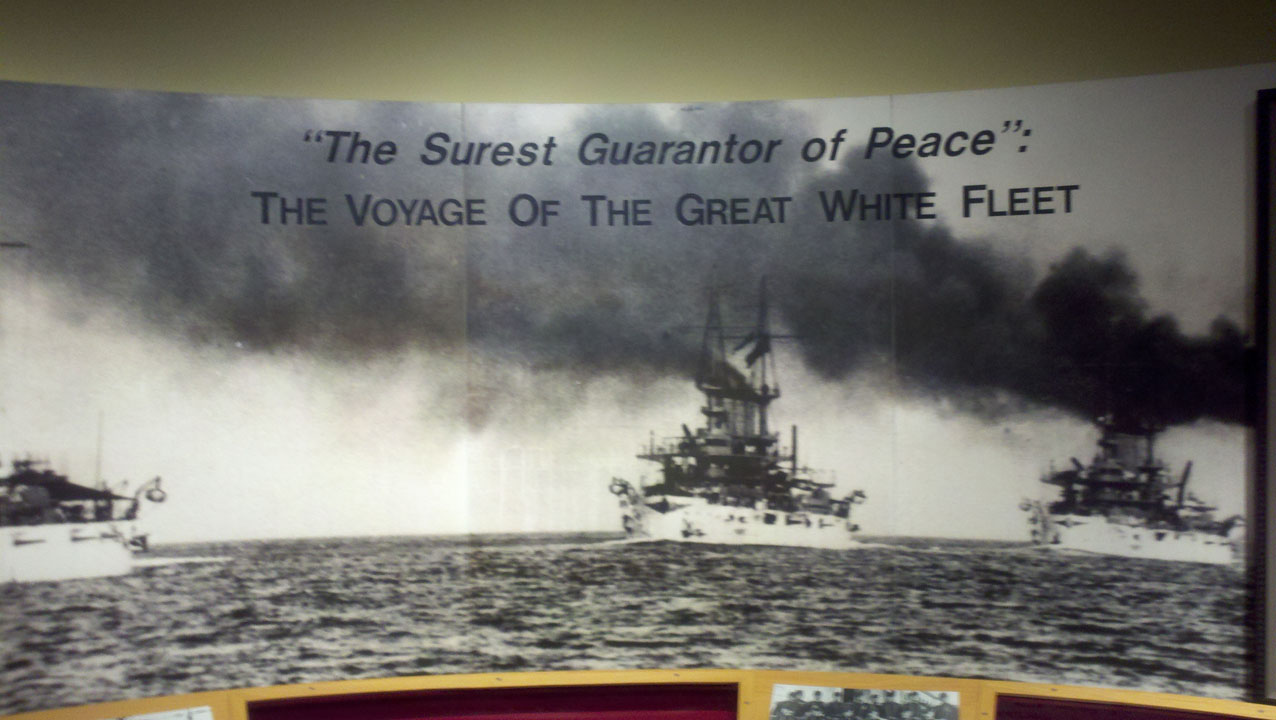 “The Surest Guarantor of Peace”:
THE VOYAGE OF THE GREAT WHITE FLEET